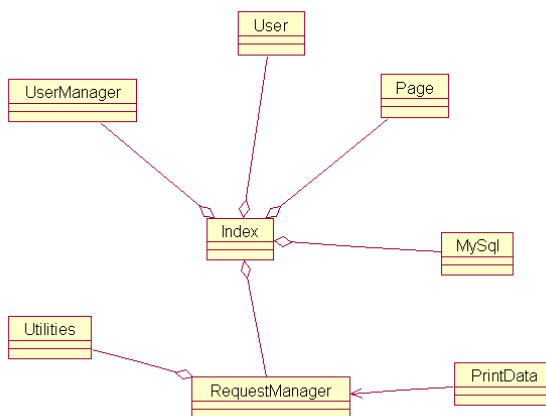 User
UserManager
Page
Index
MySql
Utilities
RequestManager
PrintData